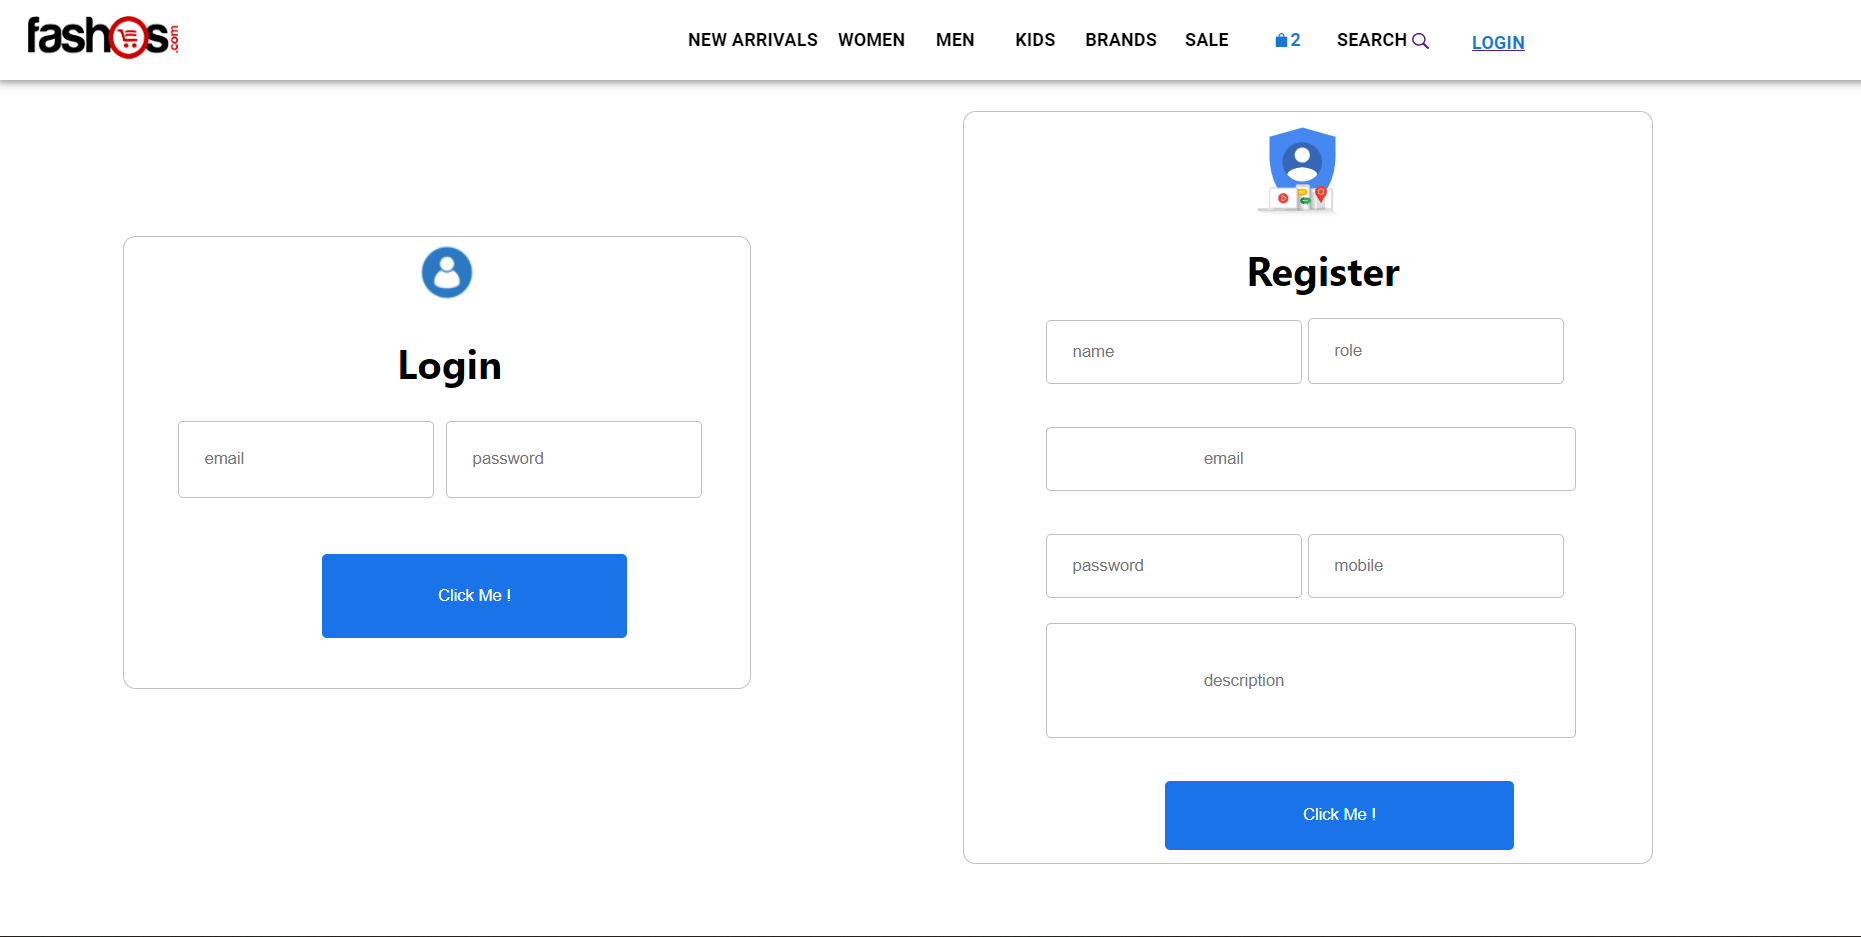 fashos.com NEW ARRIVALS WOMEN MEN KIDS BRANDS SALE 2 SEARCH LOGIN
Login
email password
Click Me !
Register
name role
email
password mobile
description
Click Me !